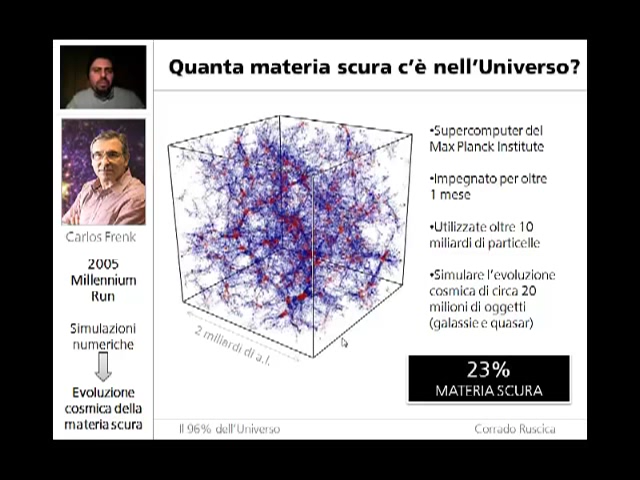 Quanta materia scura c'è nell'Universo?
Carlos Frenk
2005
Millennium
Run
Simulazioni
numeriche
Evoluzione
cosmica della
materia scura
2 miliardi di a.l.
•Supercomputer del
Max Planck Institute
•Impegnato per oltre
1 mese
•Utilizzate oltre 10
miliardi di particelle
•Simulare l'evoluzione
cosmica di circa 20
milioni di oggetti
(galassie e quasar)
23%
MATERIA SCURA
Il 96% dell'Universo
Corrado Ruscica